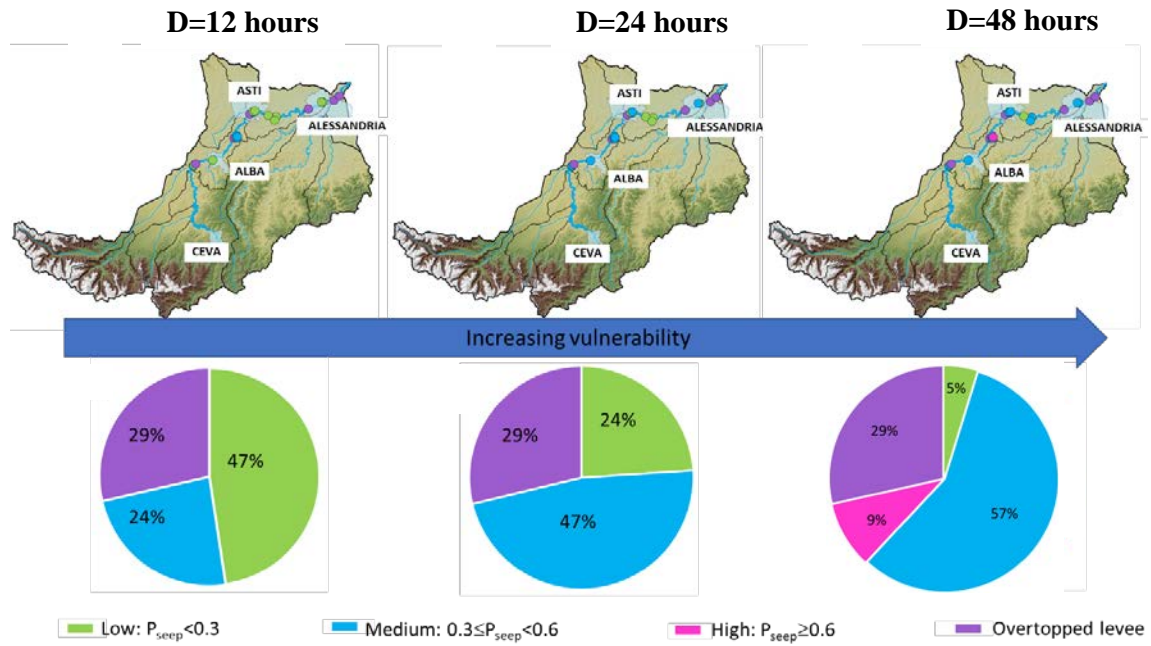 D=12 hours
D=24 hours
D=48 hours
ASTI
ALESSANDRIA
ALBA
CEVA
ASTI
ALESSANDRIA
ALBA
CEVA
ASTI
ALESSANDRIA
ALBA
CEVA
Increasing vulnerability
29%
47%
24%
29%
24%
47%
5%
29%
9%
57%
Low: Pseep<0.3
Medium: 0.3≤Pseep<0.6
High: Pseep≥0.6
Overtopped levee